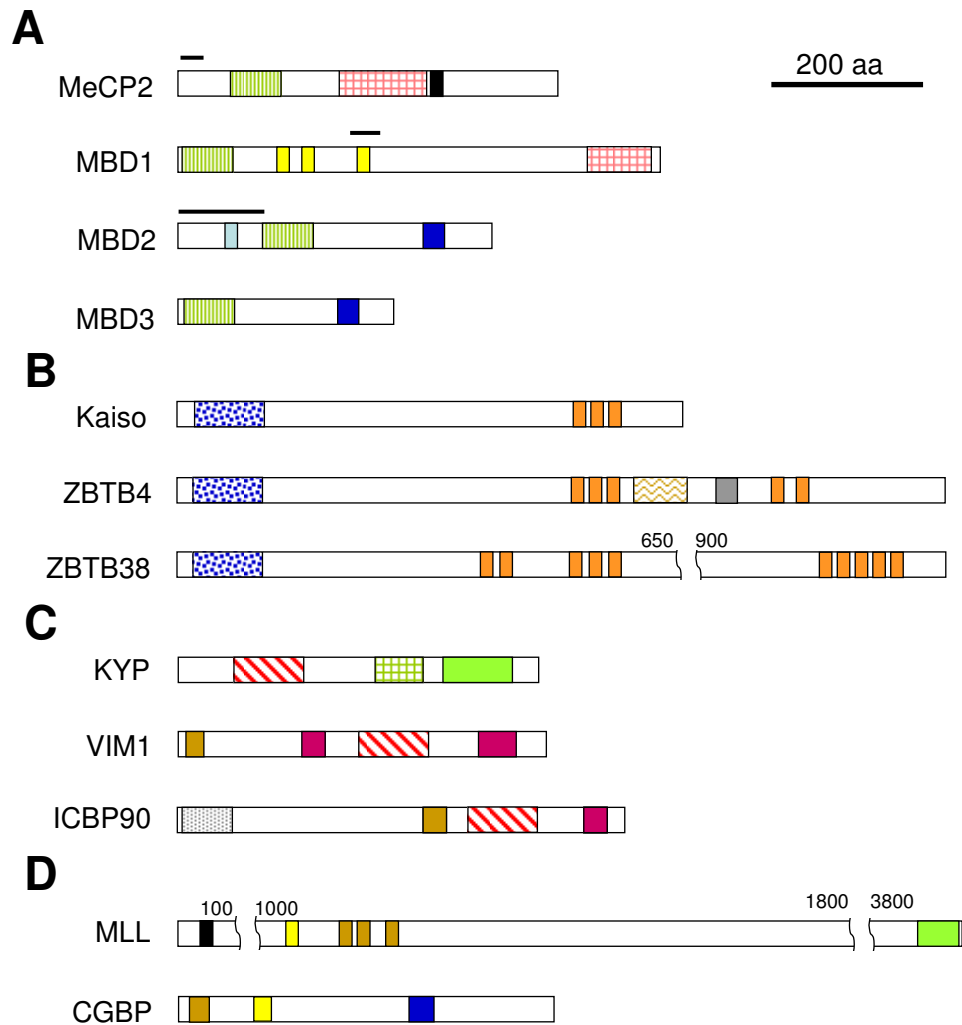 A
200 aa
MeCP2
MBD1
MBD2
MBD3
B
Kaiso
ZBTB4
650 900
ZBTB38
C
KYP
VIM1
ICBP90
D
100 1000 1800 3800
MLL
CGBP